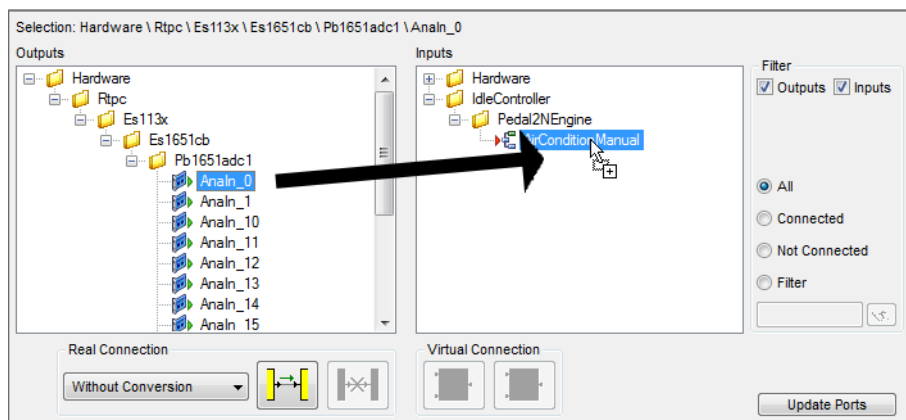 Selection: Hardware \ Rtpc \ Es113x \ Es1651cb \ Pb1651adc1 \ AnaIn_0
Outputs
Hardware
Rtpc
Es113x
Es1651cb
Pb1651adc1
AnaIn_0
AnaIn_1
AnaIn_10
AnaIn_11
AnaIn_12
AnaIn_13
AnaIn_14
AnaIn_15
Inputs
Hardware
IdleController
Pedal2NEngine
AirConditionManual
Filter
Outputs Inputs
All
Connected
Not Connected
Filter
Real Connection
Without Conversion
Virtual Connection
Update Ports